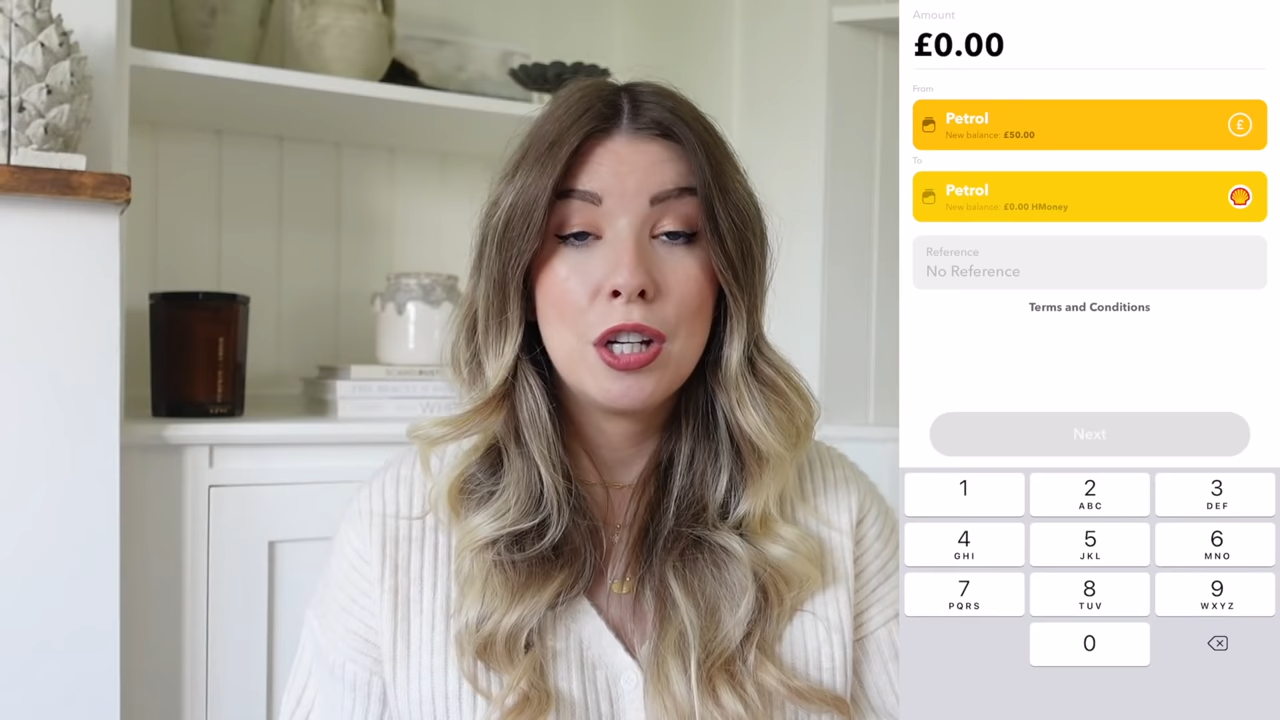 Amount
£0.00
From
Petrol
New balance: £50.00
£
To
Petrol
New balance: £0.00 HMoney
Reference
No Reference
Terms and Conditions
Next
1
2
ABC
3
DEF
4
GHI
5
JKL
6
MNO
7
PQRS
8
TUV
9
WXYZ
0